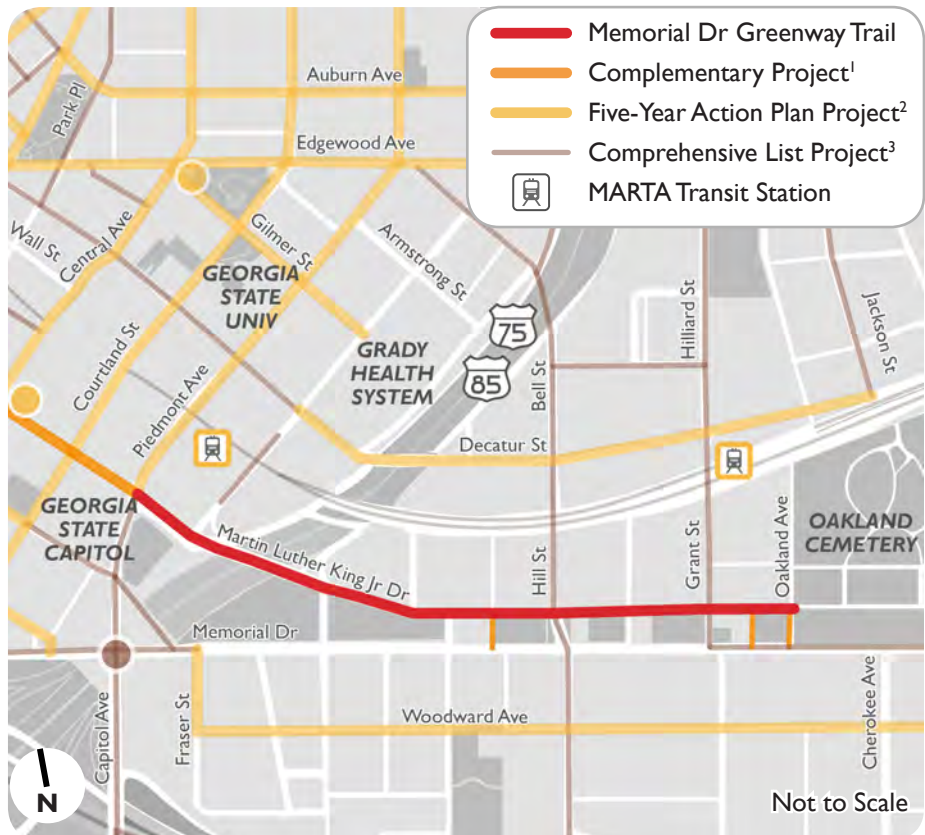 Memorial Dr Greenway Trail
Complementary Project¹
Five-Year Action Plan Project²
Comprehensive List Project³
MARTA Transit Station
Auburn Ave
Park Pl
Edgewood Ave
Wall St
Central Ave
Gilmer St
Armstrong St
GEORGIA
STATE
UNIV
Courtland St
Piedmont Ave
GRADY
HEALTH
SYSTEM
75
85
Bell St
Hilliard St
Jackson St
Decatur St
GEORGIA
STATE
CAPITOL
Martin Luther King Jr Dr
Hill St
Grant St
Oakland Ave
OAKLAND
CEMETERY
Memorial Dr
Capitol Ave
Fraser St
Woodward Ave
Cherokee Ave
N
Not to Scale